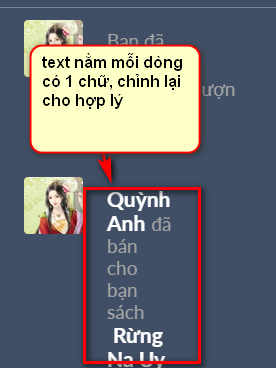 Bạn đã
text nằm mỗi dòng
có 1 chữ, chỉnh lại
cho hợp lý
ượn
Quỳnh
Anh đã
bán
cho
bạn
sách
Rừng
Na Uy